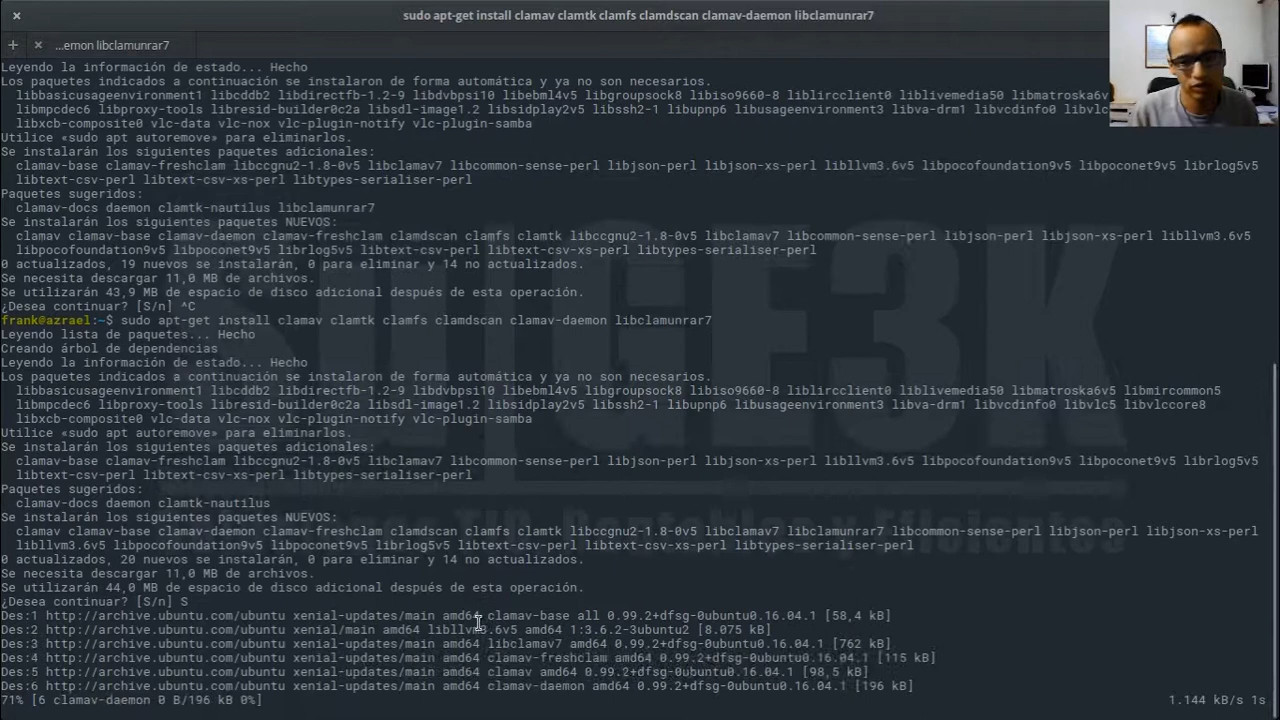 sudo apt-get install clamav clamtk clamfs clamdscan clamav-daemon libclamunrar7
...emon libclamunrar7
Leyendo la información de estado... Hecho
Los paquetes indicados a continuación se instalaron de forma automática y ya no son necesarios.
libbasicusageenvironment1 libcddb2 libdirectfb-1.2-9 libdvbpsi10 libebml4v5 libgroupsock8 libiso9660-8 liblircclient0 liblivemedia50 libmatroska6v5
libmpcdec6 libproxy-tools libresid-builder0c2a libsdl-image1.2 libsidplay2v5 libssh2-1 libupnp6 libusageenvironment3 libva-drm1 libvcdinfo0
libxcb-composite0 vlc-data vlc-nox vlc-plugin-notify vlc-plugin-samba
Utilice «sudo apt autoremove» para eliminarlos.
Se instalarán los siguientes paquetes adicionales:
clamav-base clamav-freshclam libccgnu2-1.8-0v5 libclamav7 libcommon-sense-perl libjson-perl libjson-xs-perl libllvm3.6v5 libpocofoundation9v5 libpoconet9v5 librlog5v5
libtext-csv-perl libtext-csv-xs-perl libtypes-serialiser-perl
Paquetes sugeridos:
clamav-docs daemon clamtk-nautilus libclamunrar7
Se instalarán los siguientes paquetes NUEVOS:
clamav clamav-base clamav-daemon clamav-freshclam clamdscan clamfs clamtk libccgnu2-1.8-0v5 libclamav7 libcommon-sense-perl libjson-perl libjson-xs-perl libllvm3.6v5
libpocofoundation9v5 libpoconet9v5 librlog5v5 libtext-csv-perl libtext-csv-xs-perl libtypes-serialiser-perl
0 actualizados, 19 nuevos se instalarán, 0 para eliminar y 14 no actualizados.
Se necesita descargar 11,0 MB de archivos.
Se utilizarán 43,9 MB de espacio de disco adicional después de esta operación.
¿Desea continuar? [S/n] ^C
frank@azrael:~$ sudo apt-get install clamav clamtk clamfs clamdscan clamav-daemon libclamunrar7
Leyendo lista de paquetes... Hecho
Creando árbol de dependencias
Leyendo la información de estado... Hecho
Los paquetes indicados a continuación se instalaron de forma automática y ya no son necesarios.
libbasicusageenvironment1 libcddb2 libdirectfb-1.2-9 libdvbpsi10 libebml4v5 libgroupsock8 libiso9660-8 liblircclient0 liblivemedia50 libmatroska6v5 libmircommon5
libmpcdec6 libproxy-tools libresid-builder0c2a libsdl-image1.2 libsidplay2v5 libssh2-1 libupnp6 libusageenvironment3 libva-drm1 libvcdinfo0 libvlc5 libvlccore8
libxcb-composite0 vlc-data vlc-nox vlc-plugin-notify vlc-plugin-samba
Utilice «sudo apt autoremove» para eliminarlos.
Se instalarán los siguientes paquetes adicionales:
clamav-base clamav-freshclam libccgnu2-1.8-0v5 libclamav7 libcommon-sense-perl libjson-perl libjson-xs-perl libllvm3.6v5 libpocofoundation9v5 libpoconet9v5 librlog5v5
libtext-csv-perl libtext-csv-xs-perl libtypes-serialiser-perl
Paquetes sugeridos:
clamav-docs daemon clamtk-nautilus
Se instalarán los siguientes paquetes NUEVOS:
clamav clamav-base clamav-daemon clamav-freshclam clamdscan clamfs clamtk libccgnu2-1.8-0v5 libclamav7 libclamunrar7 libcommon-sense-perl libjson-perl libjson-xs-perl
libllvm3.6v5 libpocofoundation9v5 libpoconet9v5 librlog5v5 libtext-csv-perl libtext-csv-xs-perl libtypes-serialiser-perl
0 actualizados, 20 nuevos se instalarán, 0 para eliminar y 14 no actualizados.
Se necesita descargar 11,0 MB de archivos.
Se utilizarán 44,0 MB de espacio de disco adicional después de esta operación.
¿Desea continuar? [S/n] S
Des:1 http://archive.ubuntu.com/ubuntu xenial-updates/main amd64 clamav-base all 0.99.2+dfsg-0ubuntu0.16.04.1 [58,4 kB]
Des:2 http://archive.ubuntu.com/ubuntu xenial/main amd64 libllvm3.6v5 amd64 1:3.6.2-3ubuntu2 [8.075 kB]
Des:3 http://archive.ubuntu.com/ubuntu xenial-updates/main amd64 libclamav7 amd64 0.99.2+dfsg-0ubuntu0.16.04.1 [762 kB]
Des:4 http://archive.ubuntu.com/ubuntu xenial-updates/main amd64 clamav-freshclam amd64 0.99.2+dfsg-0ubuntu0.16.04.1 [115 kB]
Des:5 http://archive.ubuntu.com/ubuntu xenial-updates/main amd64 clamav amd64 0.99.2+dfsg-0ubuntu0.16.04.1 [98,5 kB]
Des:6 http://archive.ubuntu.com/ubuntu xenial-updates/main amd64 clamav-daemon amd64 0.99.2+dfsg-0ubuntu0.16.04.1 [196 kB]
71% [6 clamav-daemon 0 B/196 kB 0%] 1.144 kB/s 1s